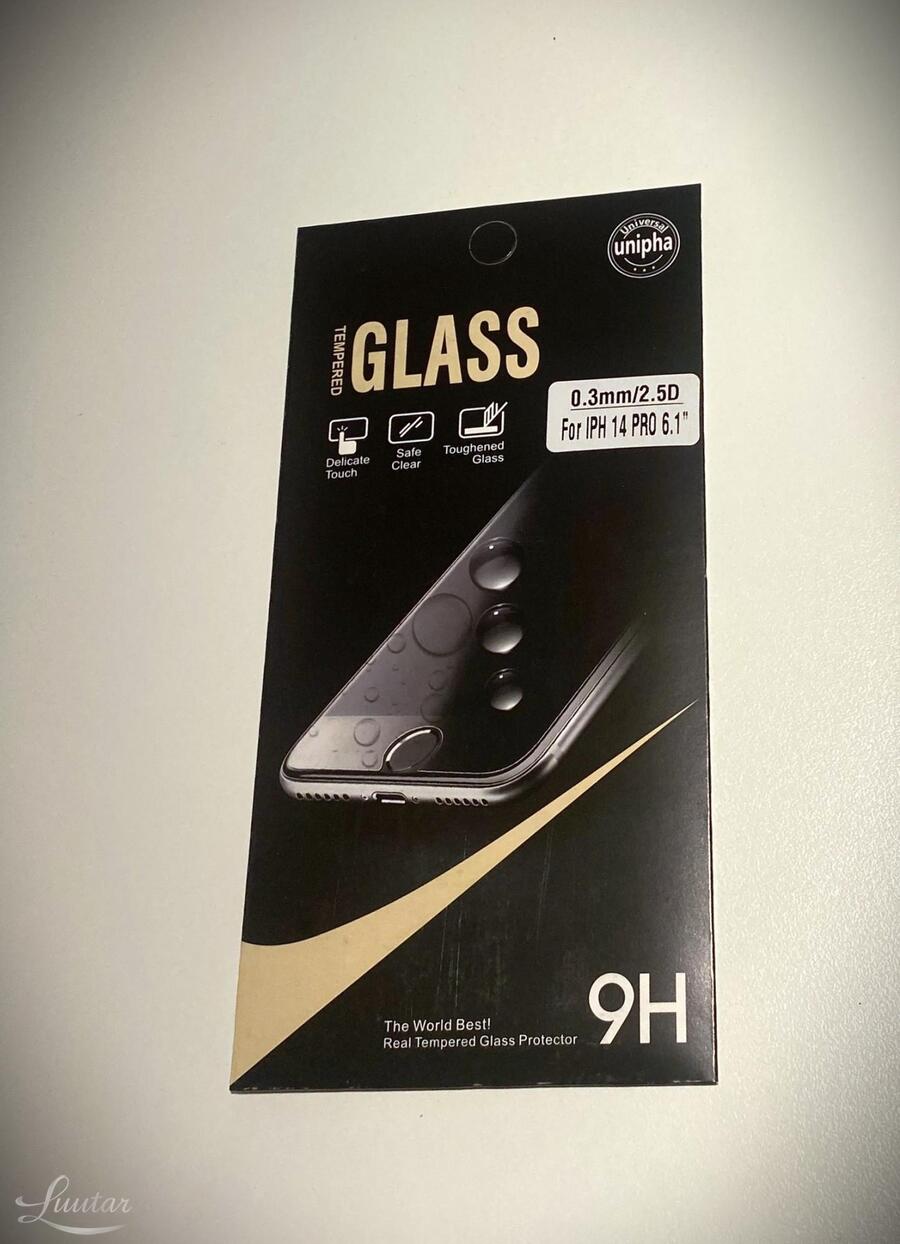 Universal
unipha
TEMPERED
GLASS
0.3mm/2.5D
For IPH 14 PRO 6.1"
Delicate
Touch
Safe
Clear
Toughened
Glass
The World Best!
Real Tempered Glass Protector
9H
Luutar